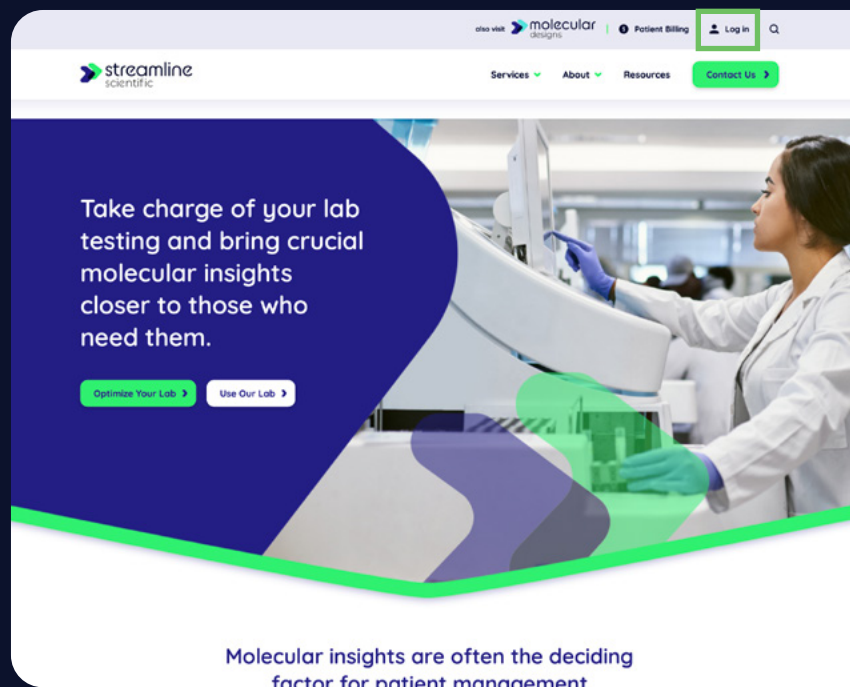 also visit molecular designs | Patient Billing Log in
streamline scientific
Services About Resources Contact Us
Take charge of your lab
testing and bring crucial
molecular insights
closer to those who
need them.
Optimize Your Lab Use Our Lab
Molecular insights are often the deciding
factor for patient management